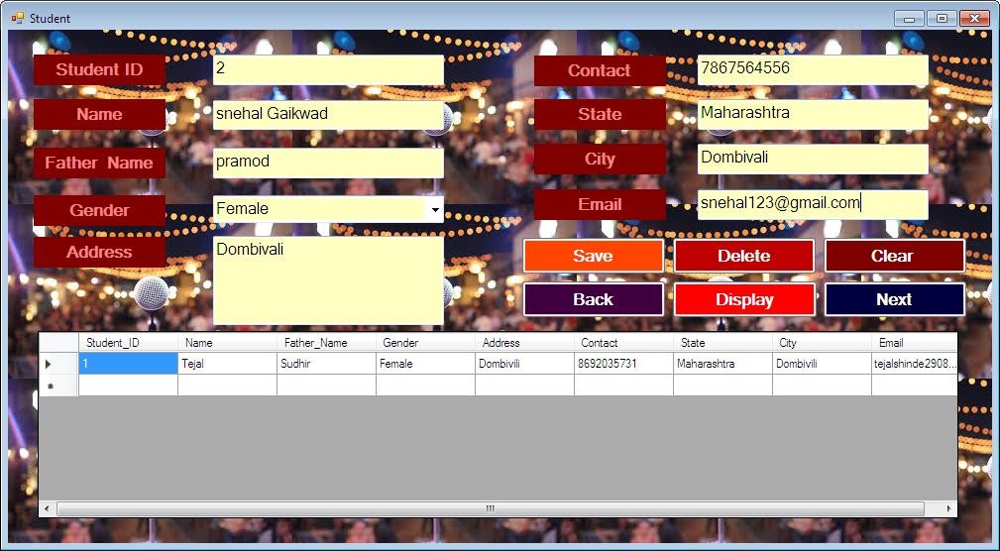 Student
Student ID 2
Name snehal Gaikwad
Father Name pramod
Gender Female
Address Dombivali
Contact 7867564556
State Maharashtra
City Dombivali
Email snehal123@gmail.com
Save Delete Clear
Back Display Next
Student_ID Name Father_Name Gender Address Contact State City Email
1 Tejal Sudhir Female Dombivili 8692035731 Maharashtra Dombivili tejalshinde2908...